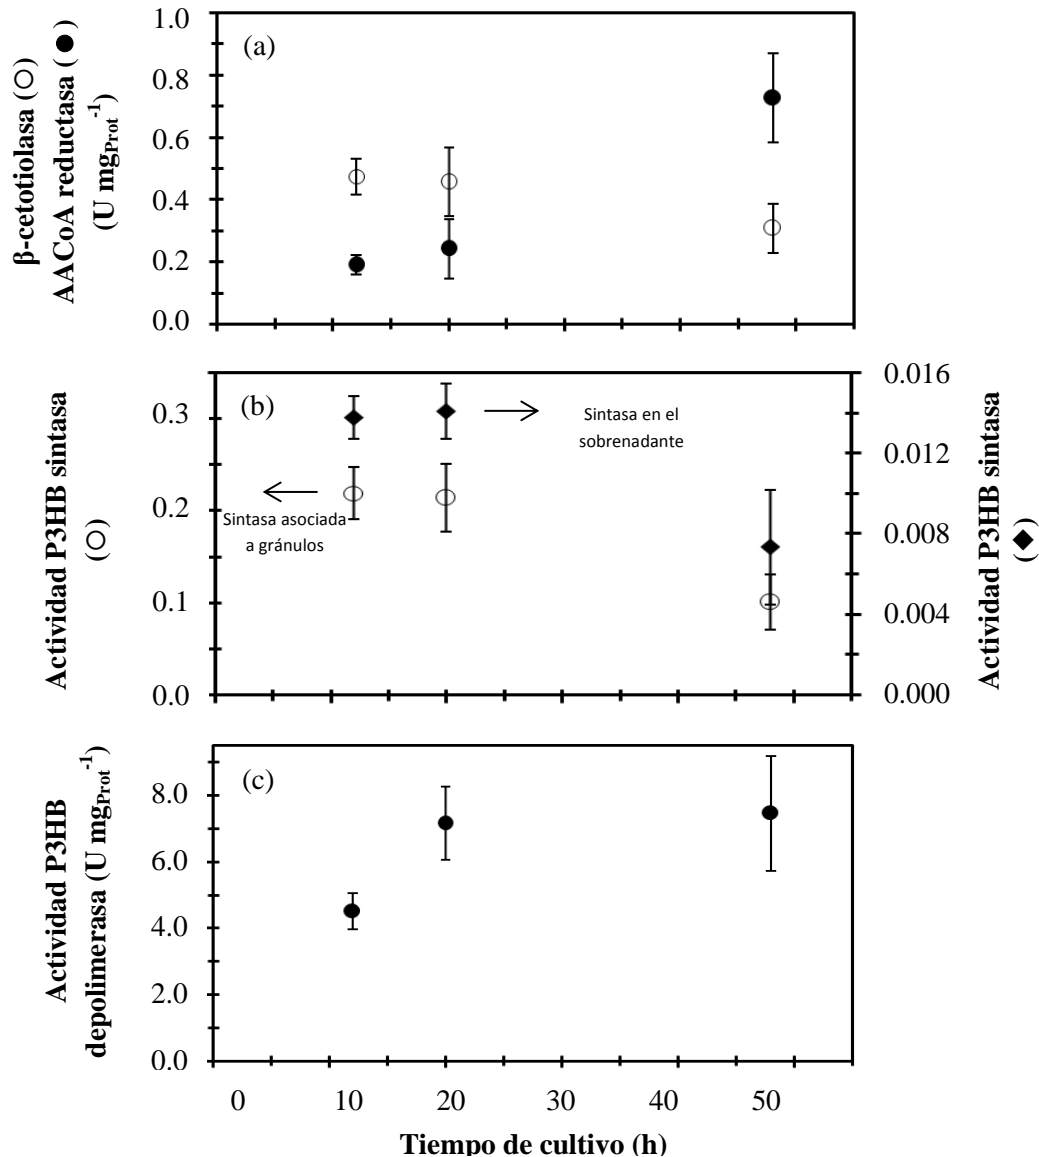 β-cetotiolasa (○)
AACoA reductasa (●)
(U mgProt-1)
1.0
0.8
0.6
0.4
0.2
0.0
(a)
Actividad P3HB sintasa
(○)
0.3
0.2
0.1
0.0
(b)
Sintasa en el
sobrenadante
Sintasa asociada
a gránulos
0.016
0.012
0.008
0.004
0.000
Actividad P3HB sintasa
(◆)
Actividad P3HB
depolimerasa (U mgProt-1)
8.0
6.0
4.0
2.0
0.0
(c)
0 10 20 30 40 50
Tiempo de cultivo (h)